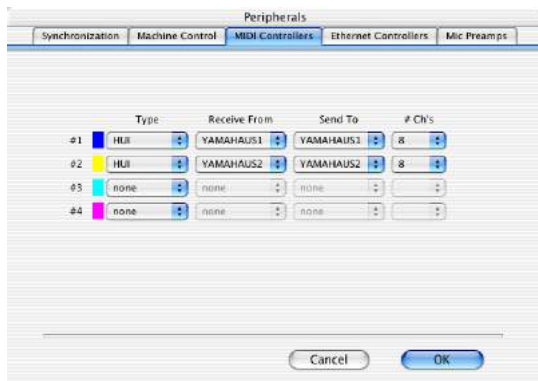 Peripherals
Synchronization Machine Control MIDI Controllers Ethernet Controllers Mic Preamps
Type Receive From Send To # Ch's
#1 HUI YAMAHAUS1 YAMAHAUS1 8
#2 HUI YAMAHAUS2 YAMAHAUS2 8
#3 none none none
#4 none none none
Cancel OK